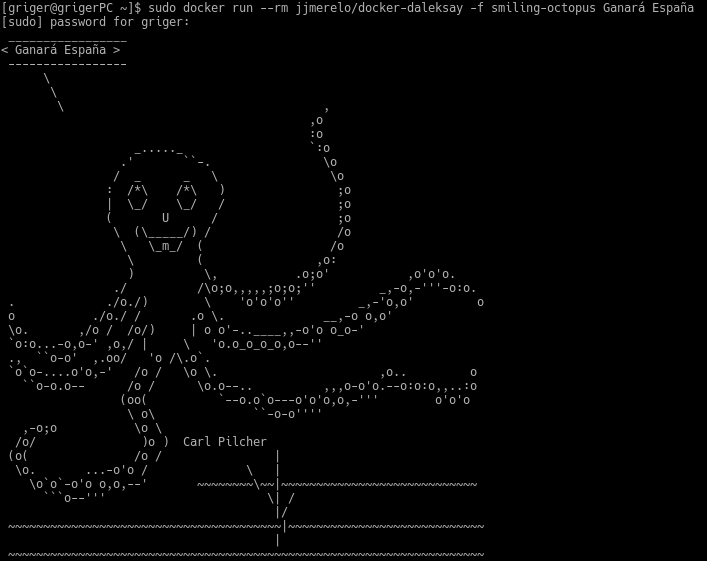 [griger@grigerPC ~]$ sudo docker run --rm jjmerelo/docker-daleksay -f smiling-octopus Ganará España
[sudo] password for griger:
< Ganará España >
Carl Pilcher